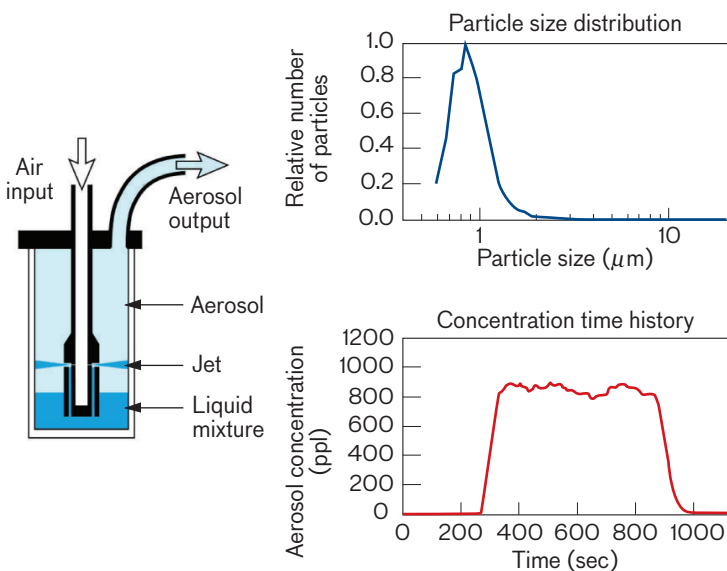 Air
input
Aerosol
output
Aerosol
Jet
Liquid
mixture
Particle size distribution
Relative number
of particles
1.0
0.8
0.6
0.4
0.2
0.0
1
10
Particle size (μm)
Concentration time history
Aerosol concentration
(ppl)
1200
1000
800
600
400
200
0
0 200 400 600 800 1000
Time (sec)